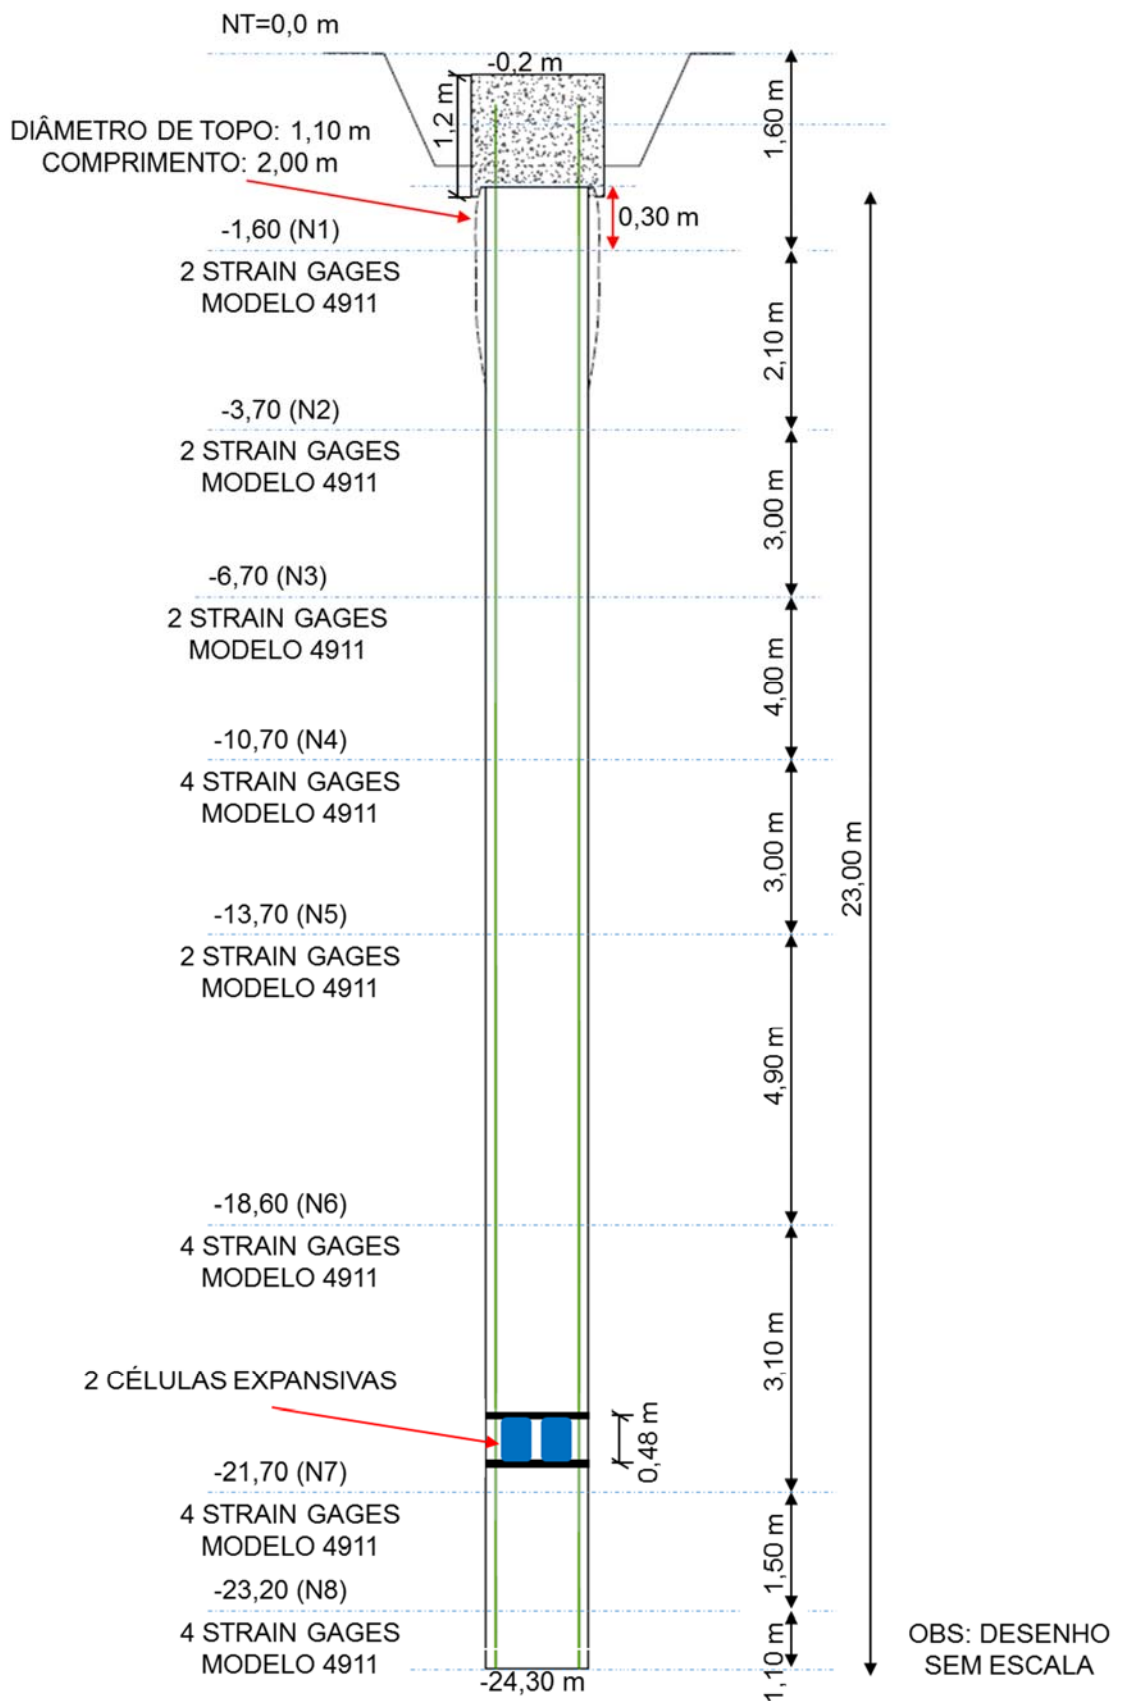 NT=0,0 m
-0,2 m
1,2 m
1,60 m
DIÂMETRO DE TOPO: 1,10 m
COMPRIMENTO: 2,00 m
0,30 m
-1,60 (N1)
2 STRAIN GAGES
MODELO 4911
2,10 m
-3,70 (N2)
2 STRAIN GAGES
MODELO 4911
3,00 m
-6,70 (N3)
2 STRAIN GAGES
MODELO 4911
4,00 m
-10,70 (N4)
4 STRAIN GAGES
MODELO 4911
3,00 m
23,00 m
-13,70 (N5)
2 STRAIN GAGES
MODELO 4911
4,90 m
-18,60 (N6)
4 STRAIN GAGES
MODELO 4911
3,10 m
2 CÉLULAS EXPANSIVAS
0,48 m
-21,70 (N7)
4 STRAIN GAGES
MODELO 4911
1,50 m
-23,20 (N8)
4 STRAIN GAGES
MODELO 4911
1,10 m
-24,30 m
OBS: DESENHO
SEM ESCALA